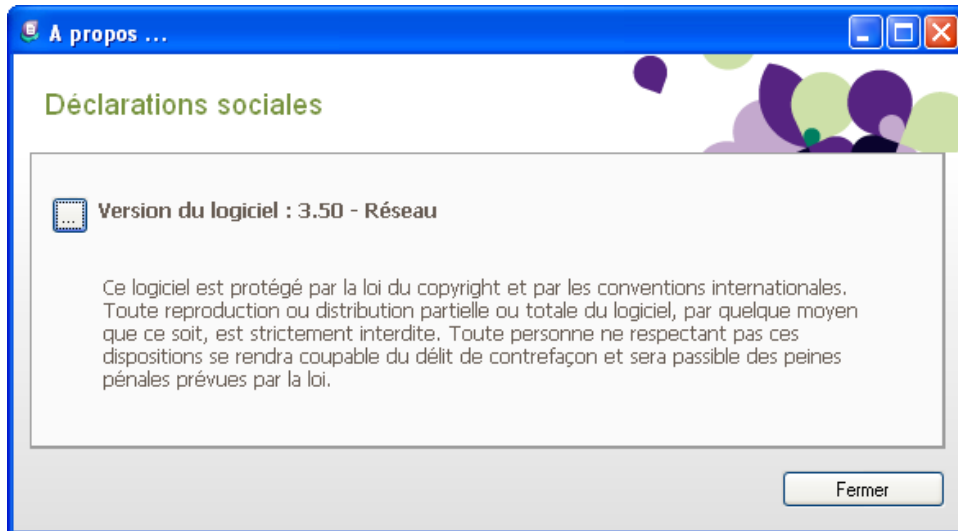 A propos ...
Déclarations sociales
...
Version du logiciel : 3.50 - Réseau
Ce logiciel est protégé par la loi du copyright et par les conventions internationales.
Toute reproduction ou distribution partielle ou totale du logiciel, par quelque moyen
que ce soit, est strictement interdite. Toute personne ne respectant pas ces
dispositions se rendra coupable du délit de contrefaçon et sera passible des peines
pénales prévues par la loi.
Fermer